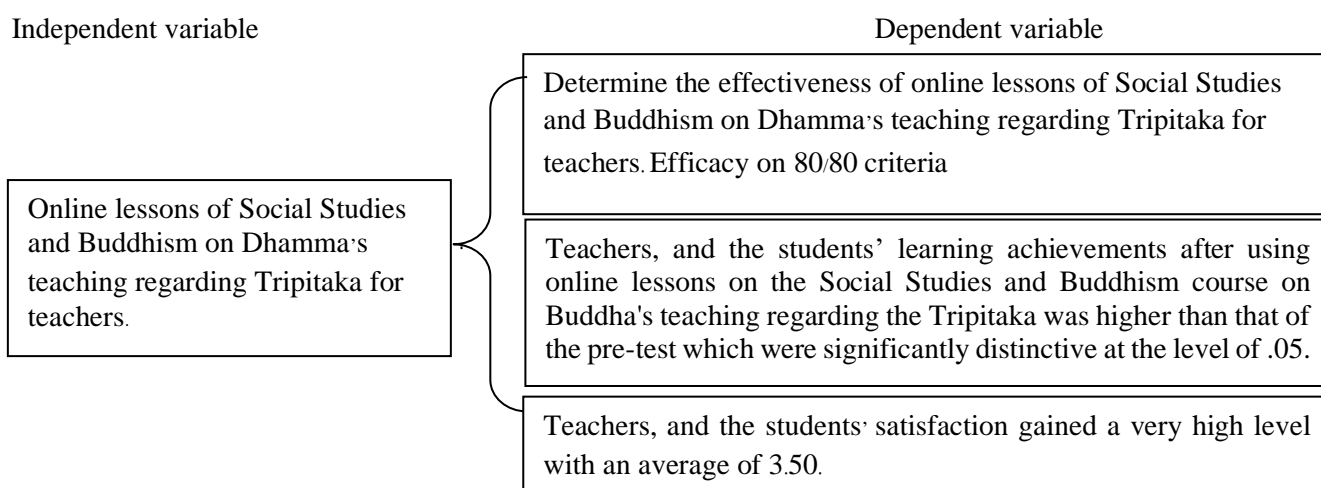 Independent variable
Dependent variable
Online lessons of Social Studies
and Buddhism on Dhamma's
teaching regarding Tripitaka for
teachers.
Determine the effectiveness of online lessons of Social Studies
and Buddhism on Dhamma's teaching regarding Tripitaka for
teachers. Efficacy on 80/80 criteria
Teachers, and the students’ learning achievements after using
online lessons on the Social Studies and Buddhism course on
Buddha's teaching regarding the Tripitaka was higher than that of
the pre-test which were significantly distinctive at the level of .05.
Teachers, and the students' satisfaction gained a very high level
with an average of 3.50.